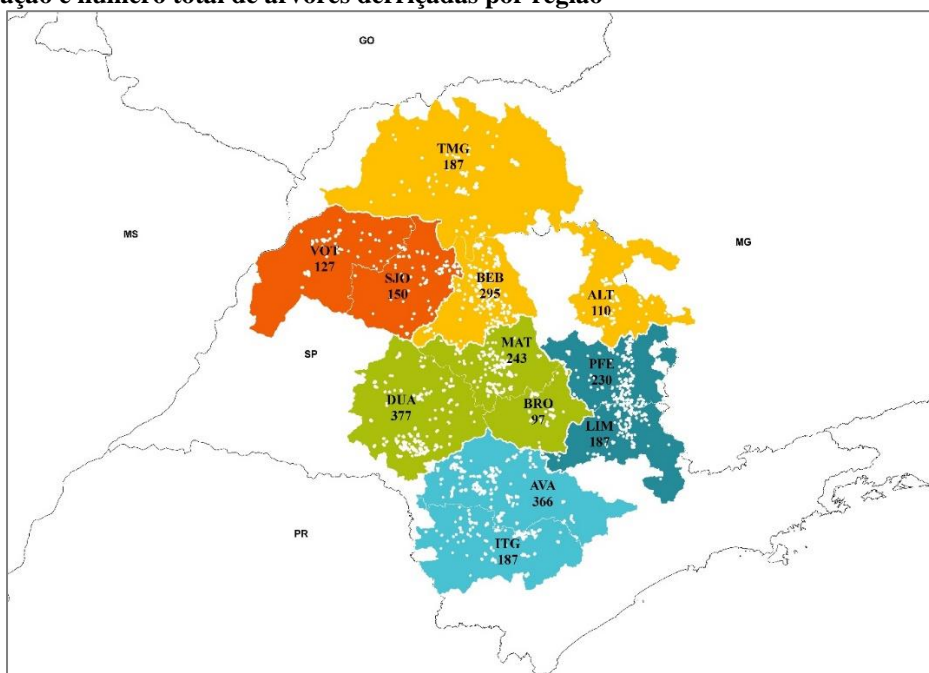 ação e número total de árvores derriçadas por região
GO
TMG
187
MS
MG
VOT
127
SJO
150
BEB
295
ALT
110
SP
MAT
243
PFE
230
DUA
377
BRO
97
LIM
187
AVA
366
PR
ITG
187